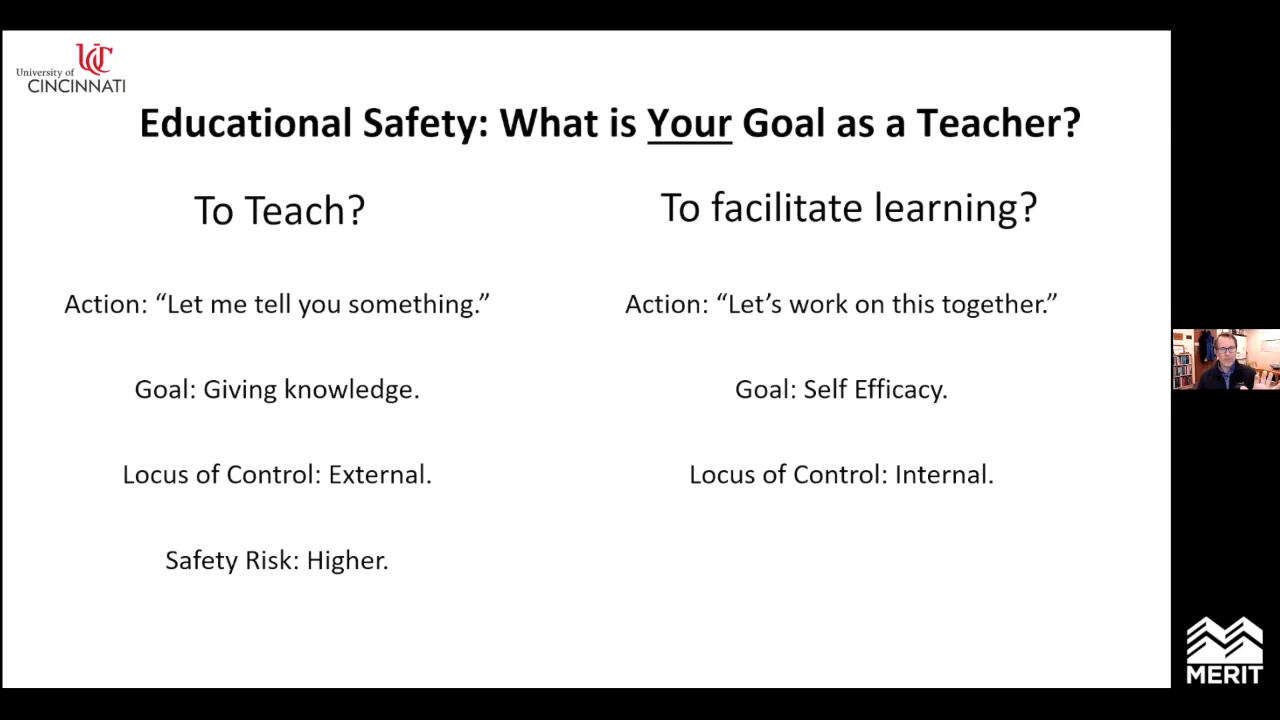 University of
CINCINNATI
Educational Safety: What is Your Goal as a Teacher?
To Teach?
To facilitate learning?
Action: “Let me tell you something.”
Action: “Let’s work on this together.”
Goal: Giving knowledge.
Goal: Self Efficacy.
Locus of Control: External.
Locus of Control: Internal.
Safety Risk: Higher.
MERIT